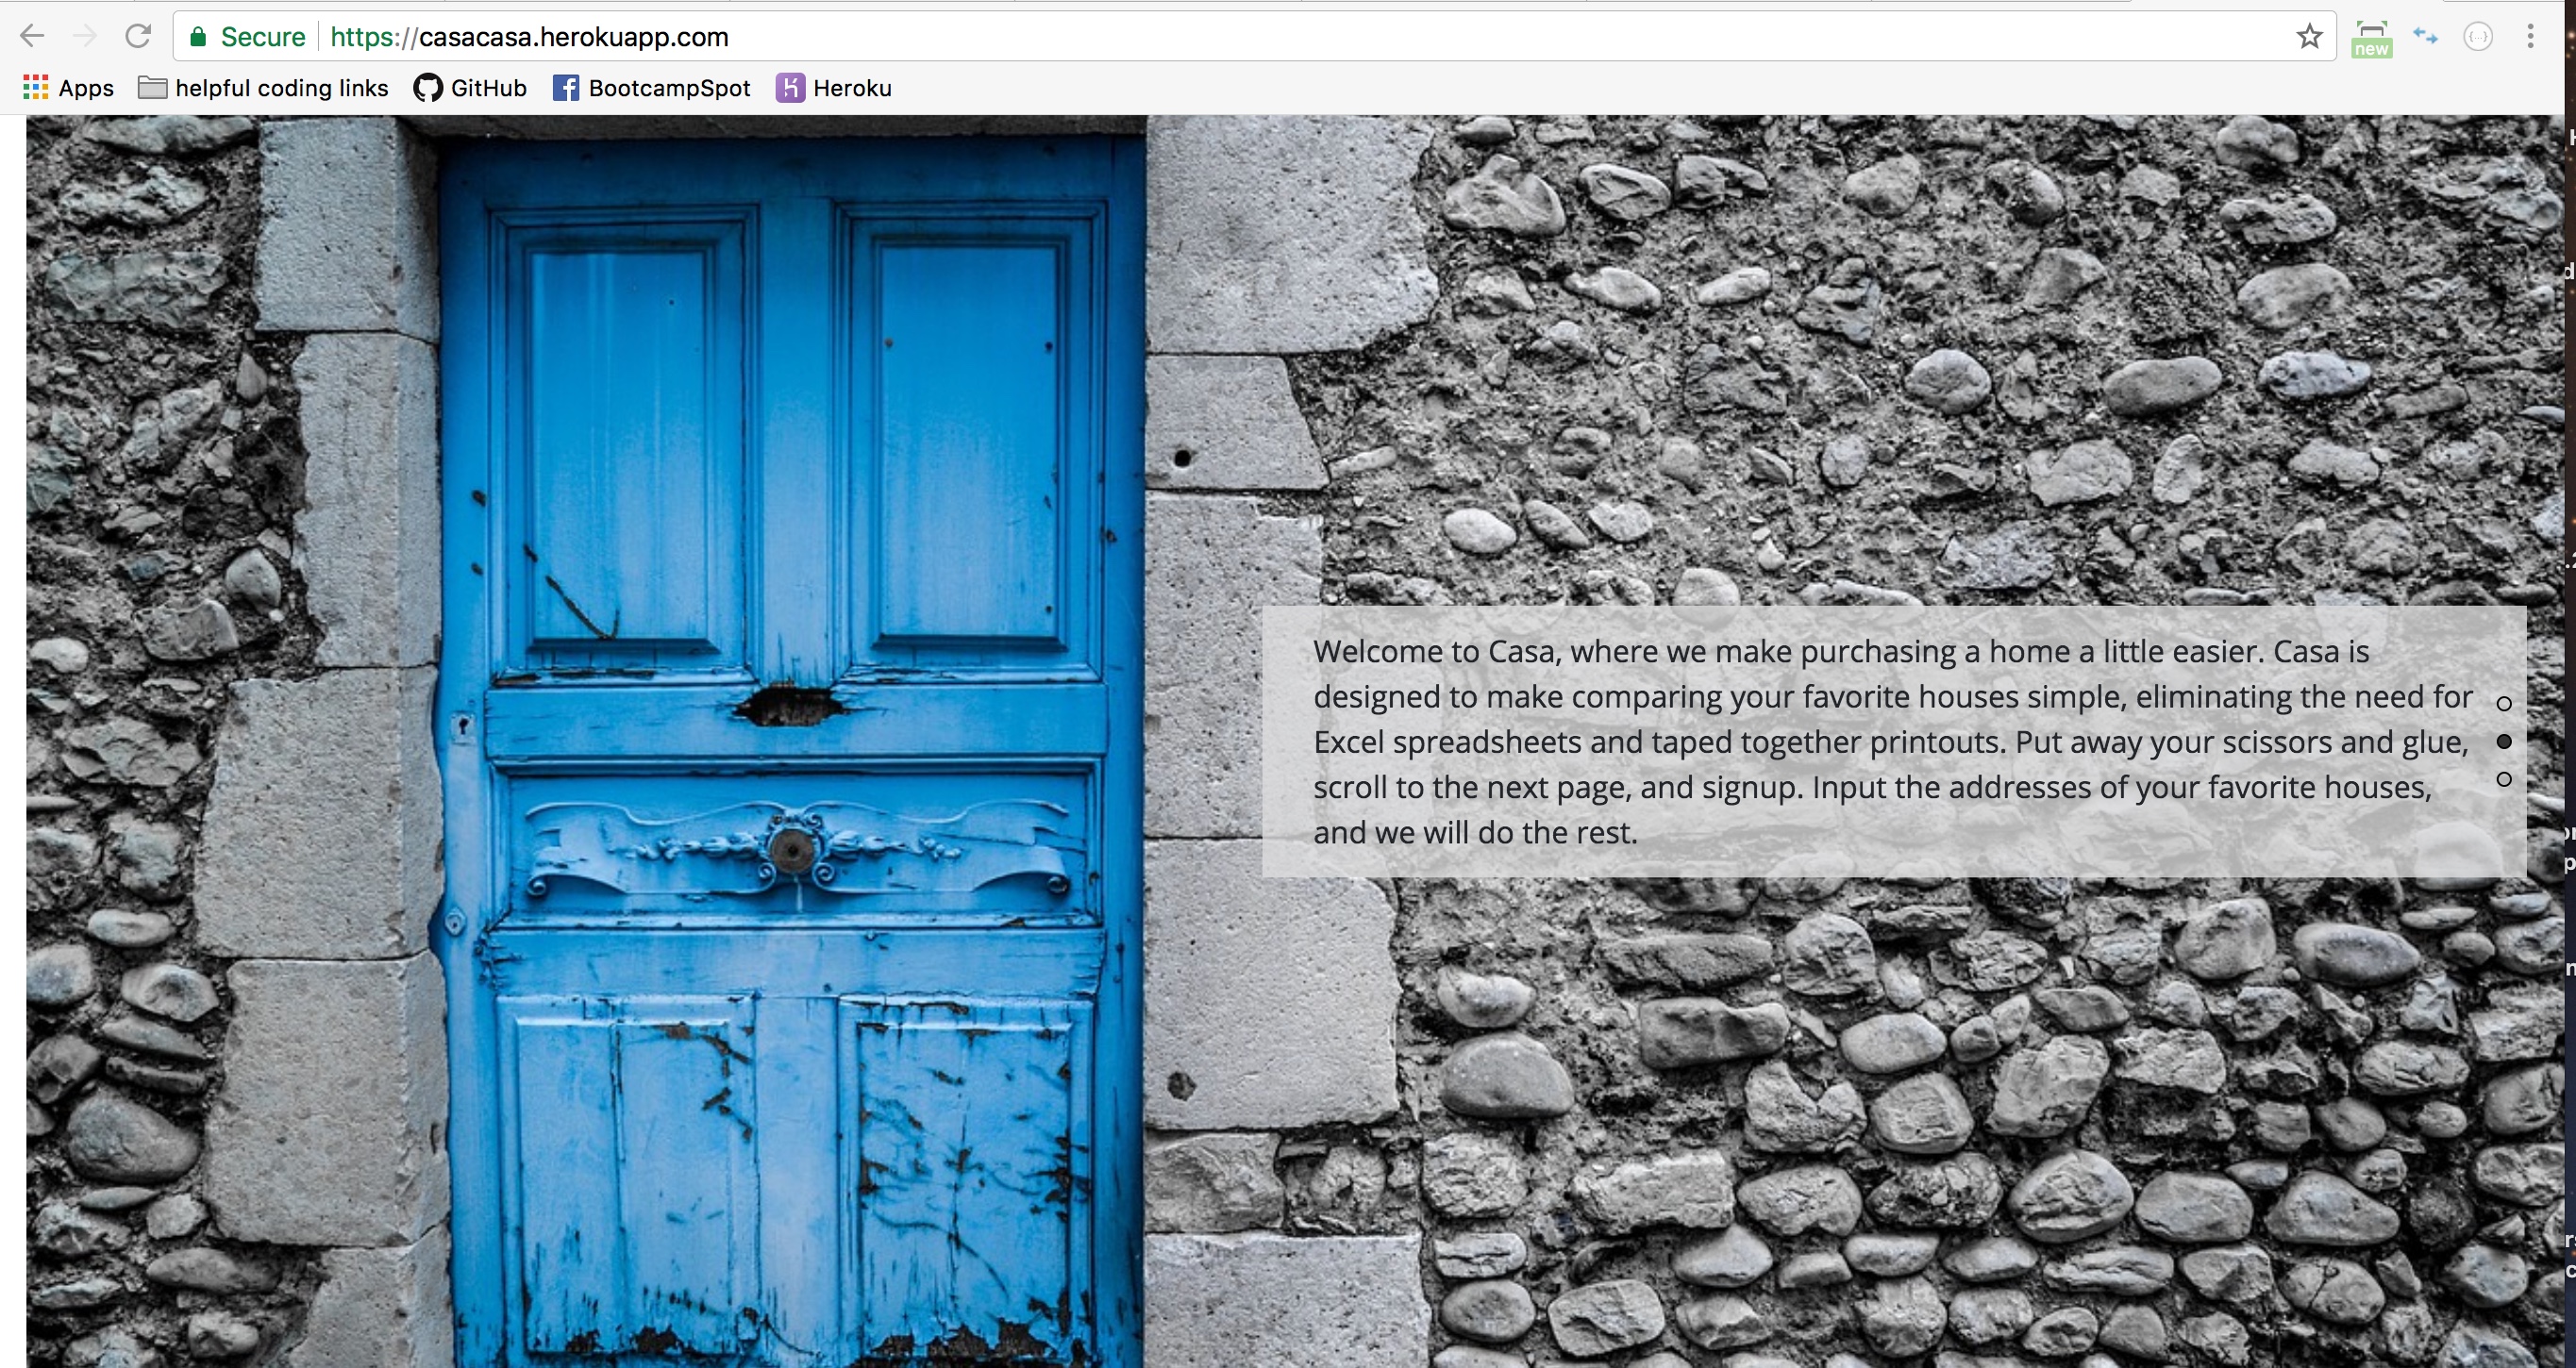 Secure https://casacasa.herokuapp.com
new
Apps helpful coding links GitHub BootcampSpot Heroku
Welcome to Casa, where we make purchasing a home a little easier. Casa is
designed to make comparing your favorite houses simple, eliminating the need for
Excel spreadsheets and taped together printouts. Put away your scissors and glue,
scroll to the next page, and signup. Input the addresses of your favorite houses,
and we will do the rest.